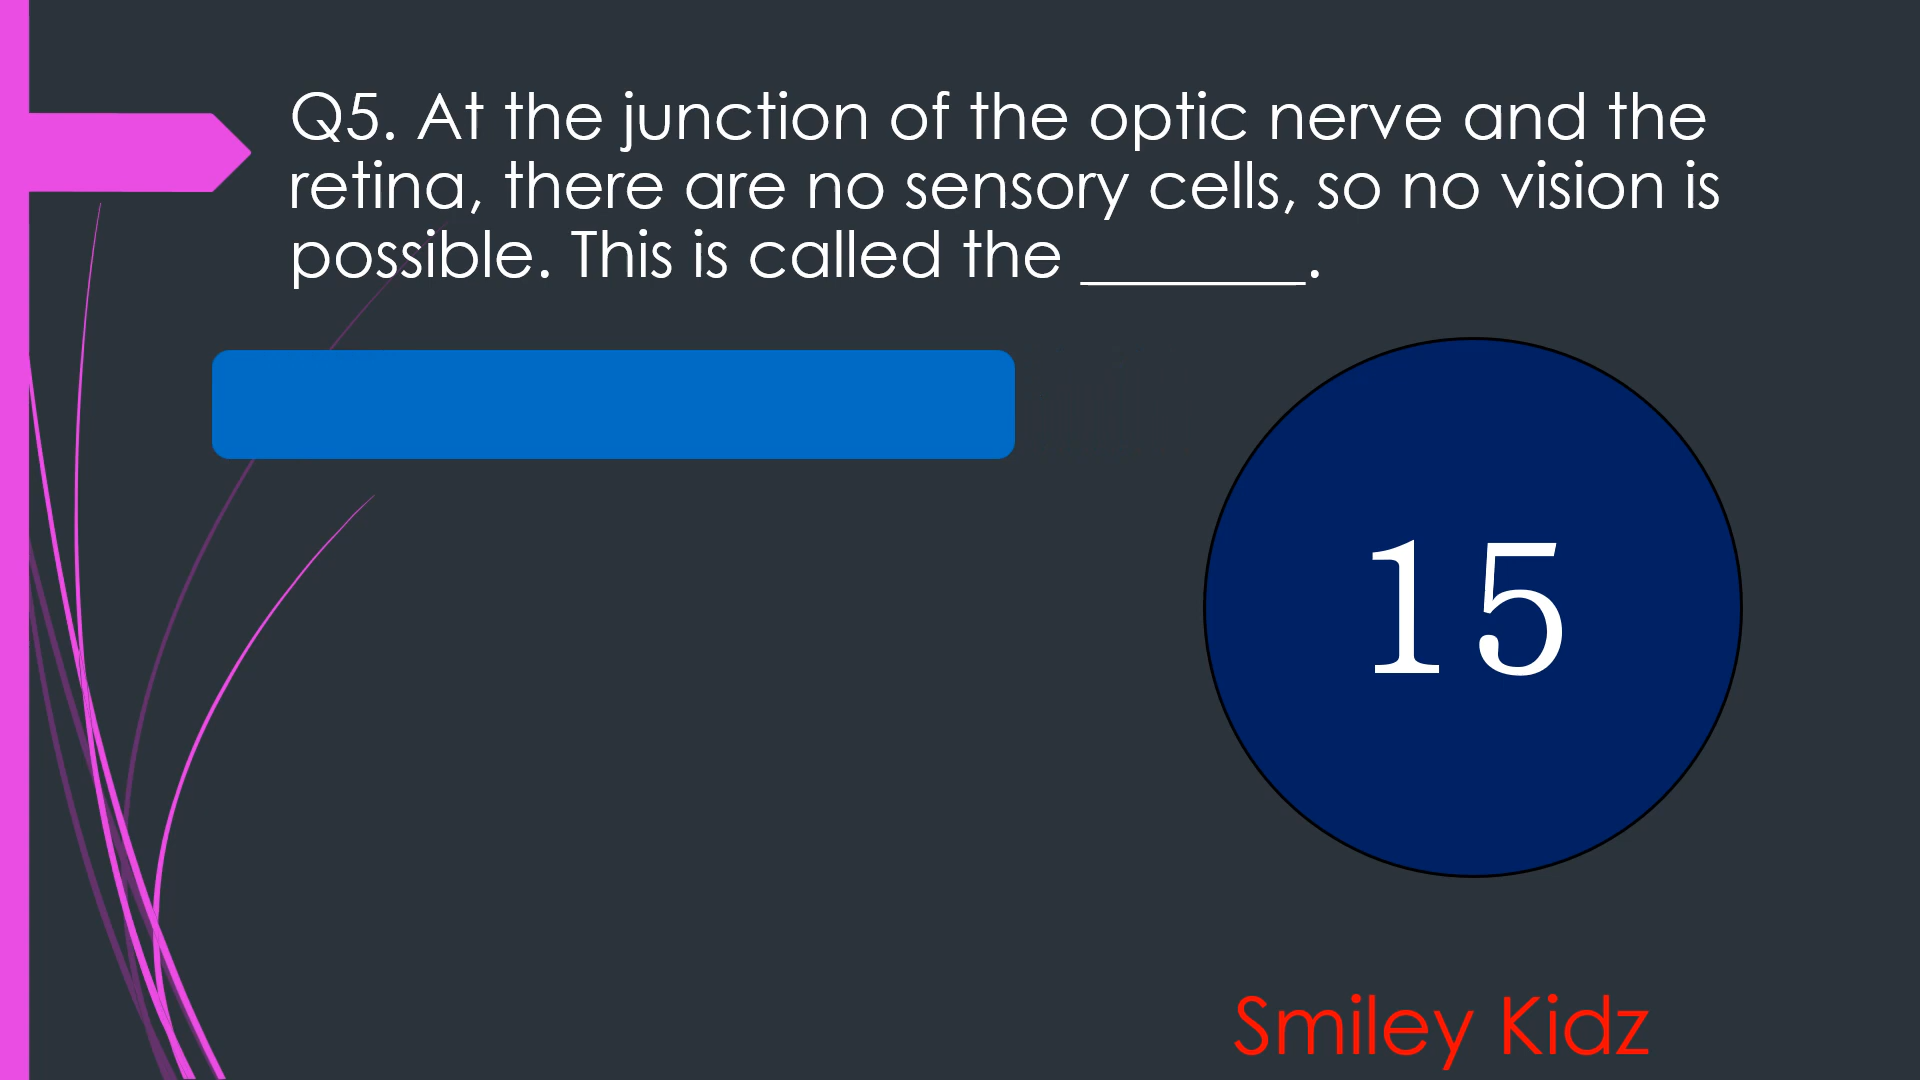 Q5. At the junction of the optic nerve and the
retina, there are no sensory cells, so no vision is
possible. This is called the ________.
15
Smiley Kidz